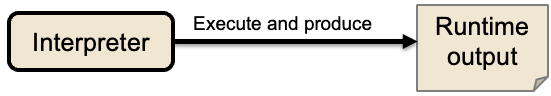 Interpreter
Execute and produce
Runtime
output